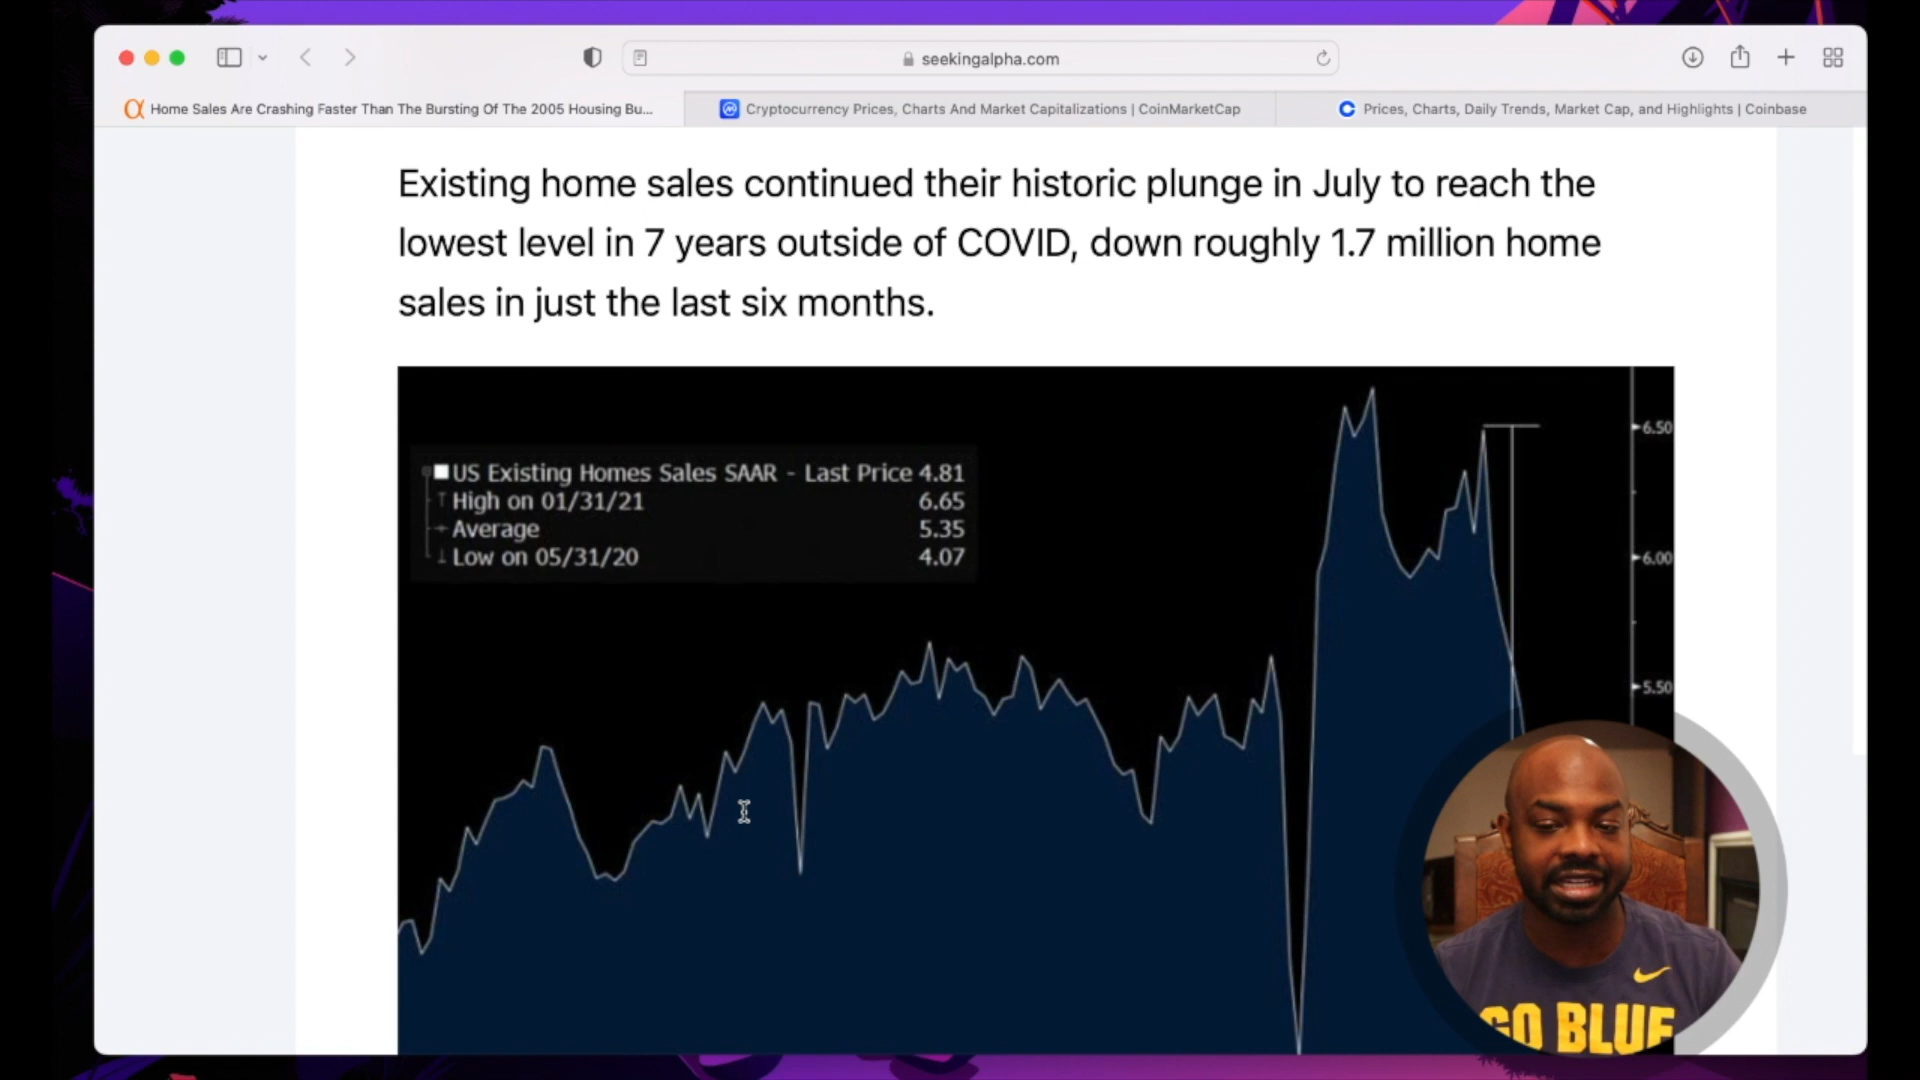 seekingalpha.com
Home Sales Are Crashing Faster Than The Bursting Of The 2005 Housing Bu...
Cryptocurrency Prices, Charts And Market Capitalizations | CoinMarketCap
Prices, Charts, Daily Trends, Market Cap, and Highlights | Coinbase
Existing home sales continued their historic plunge in July to reach the
lowest level in 7 years outside of COVID, down roughly 1.7 million home
sales in just the last six months.
US Existing Homes Sales SAAR - Last Price 4.81
High on 01/31/21 6.65
Average 5.35
Low on 05/31/20 4.07
6.50
6.00
5.50
GO BLUE